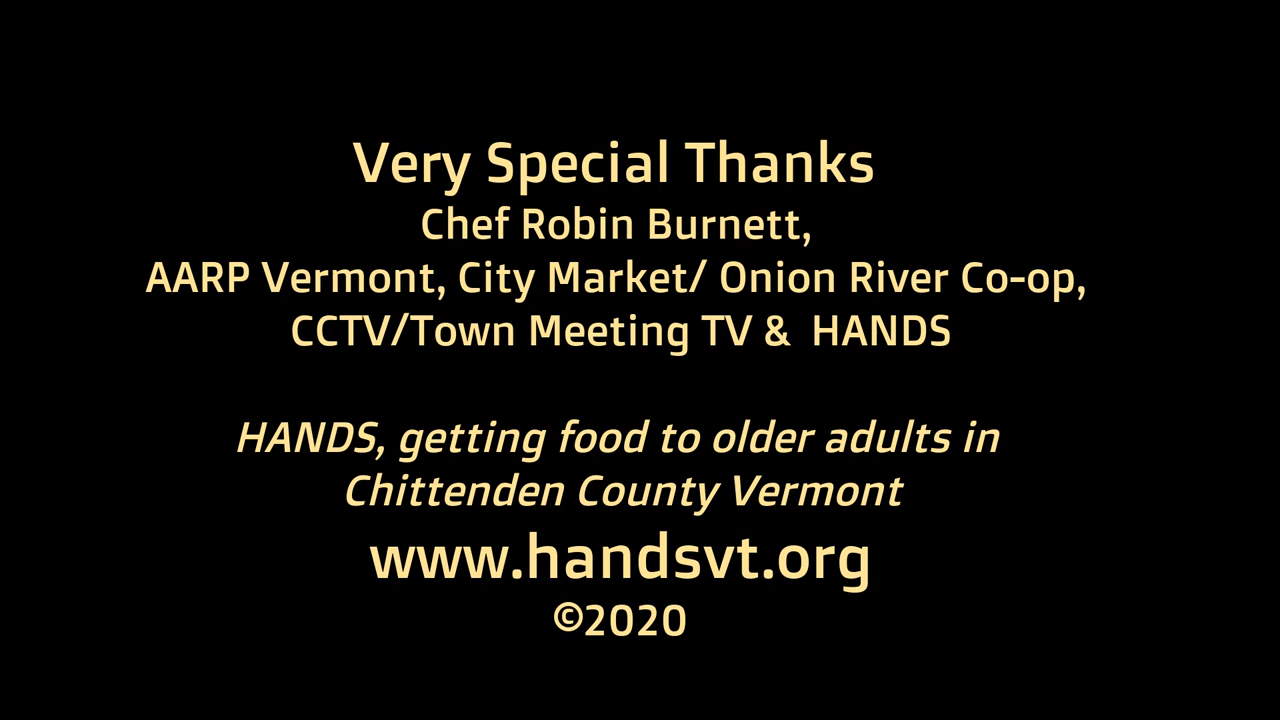 Very Special Thanks
Chef Robin Burnett,
AARP Vermont, City Market/ Onion River Co-op,
CCTV/Town Meeting TV &  HANDS
HANDS, getting food to older adults in
Chittenden County Vermont
www.handsvt.org
©2020